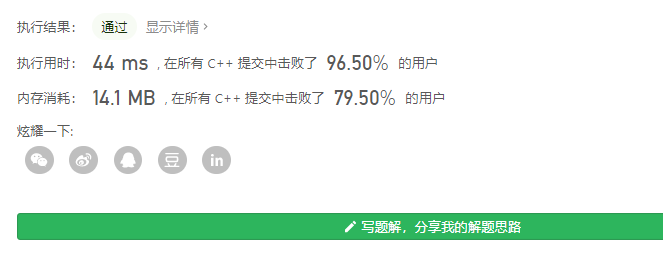 执行结果： 通过 显示详情 ›
执行用时： 44 ms , 在所有 C++ 提交中击败了 96.50% 的用户
内存消耗： 14.1 MB , 在所有 C++ 提交中击败了 79.50% 的用户
炫耀一下:
豆 in
写题解，分享我的解题思路